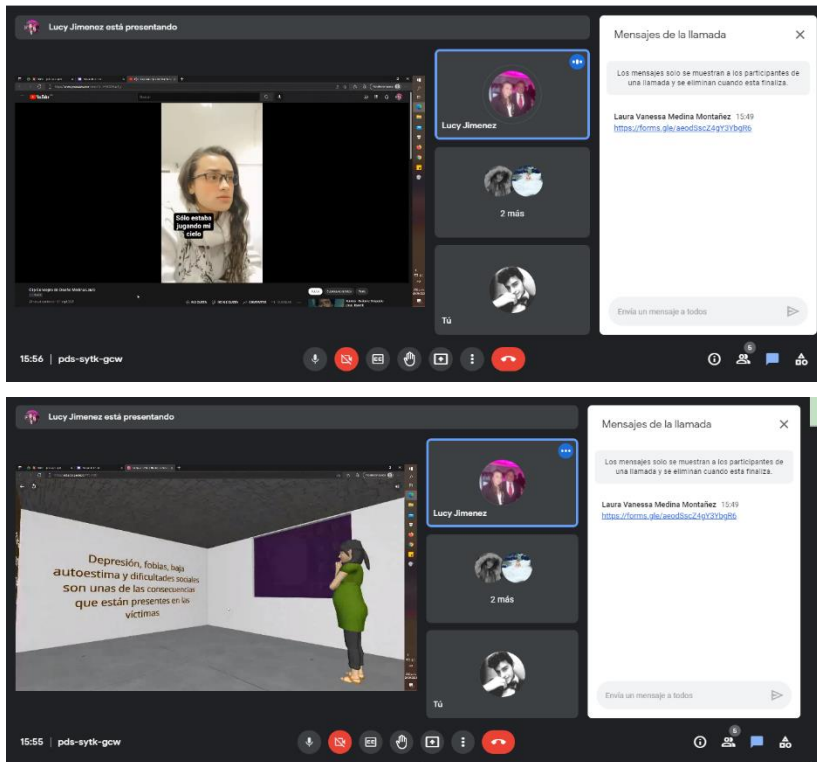 Lucy Jimenez está presentando
Mensajes de la llamada
Los mensajes solo se muestran a los participantes de
una llamada y se eliminan cuando esta finaliza.
Laura Vanessa Medina Montañez 15:49
https://forms.gle/aeodSscZ4gY3YbgR6
YouTube
Sólo estaba
jugando mi
cielo
Lucy Jimenez
2 más
Tú
Envía un mensaje a todos
15:56 | pds-sytk-gcw
6
Lucy Jimenez está presentando
Mensajes de la llamada
Los mensajes solo se muestran a los participantes de
una llamada y se eliminan cuando esta finaliza.
Laura Vanessa Medina Montañez 15:49
https://forms.gle/aeodSscZ4gY3YbgR6
Depresión, fobias, baja
autoestima y dificultades sociales
son unas de las consecuencias
que están presentes en las
víctimas
Lucy Jimenez
2 más
Tú
Envía un mensaje a todos
15:55 | pds-sytk-gcw
6